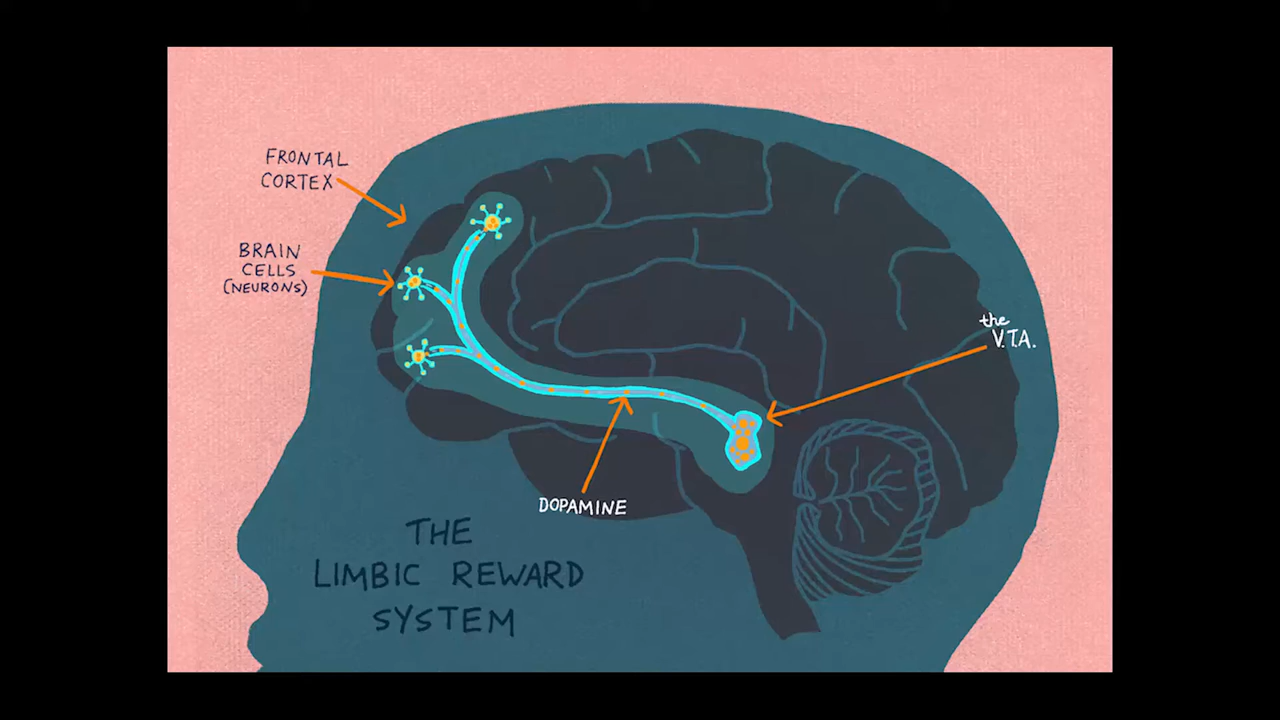 FRONTAL
CORTEX
BRAIN
CELLS
(NEURONS)
the
V.T.A.
DOPAMINE
THE
LIMBIC REWARD
SYSTEM